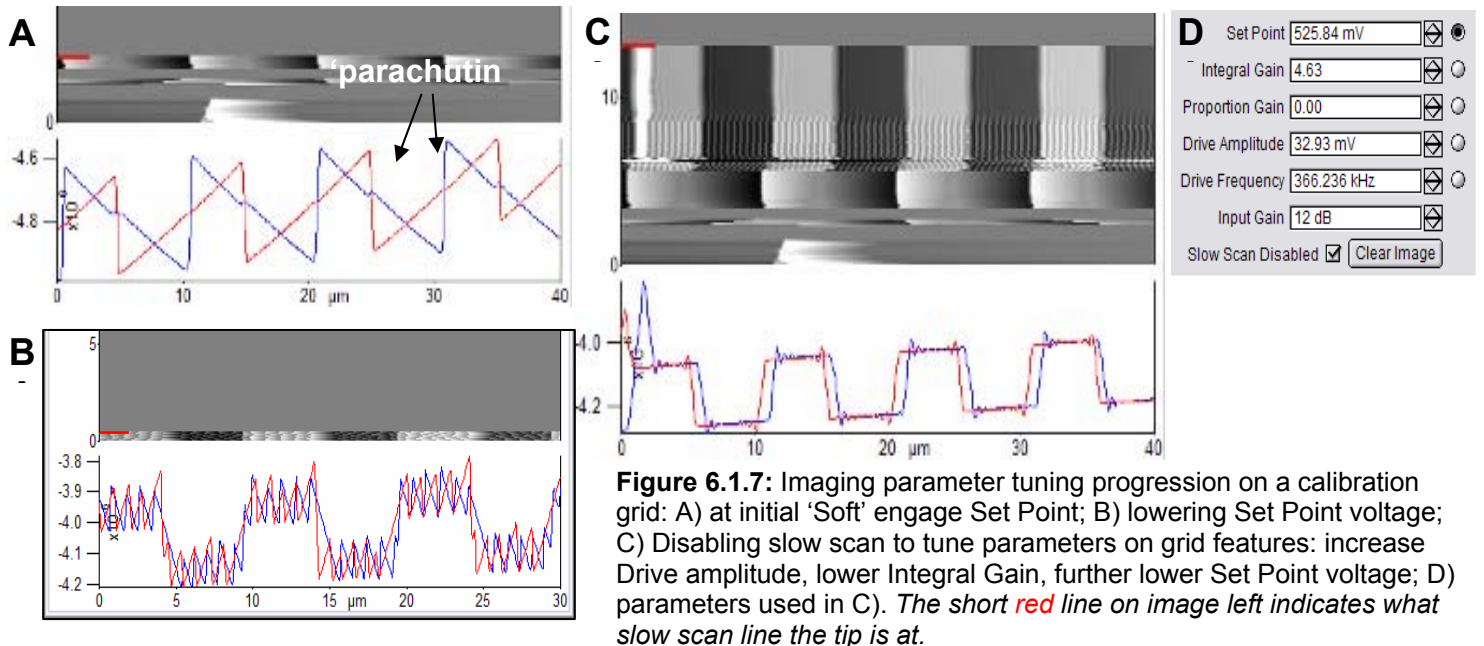 A
'parachutin
0
-4.6
-4.8
x10
0
10
20
µm
30
40
B
5
0
-3.8
-3.9
-4.0
-4.1
-4.2
x10
0
5
10
15
µm
20
25
30
C
10
0
-4.0
-4.2
x10
0
10
µm
20
30
40
D
Set Point 525.84 mV
Integral Gain 4.63
Proportion Gain 0.00
Drive Amplitude 32.93 mV
Drive Frequency 366.236 kHz
Input Gain 12 dB
Slow Scan Disabled Clear Image
Figure 6.1.7: Imaging parameter tuning progression on a calibration
grid: A) at initial 'Soft' engage Set Point; B) lowering Set Point voltage;
C) Disabling slow scan to tune parameters on grid features: increase
Drive amplitude, lower Integral Gain, further lower Set Point voltage; D)
parameters used in C). The short red line on image left indicates what
slow scan line the tip is at.